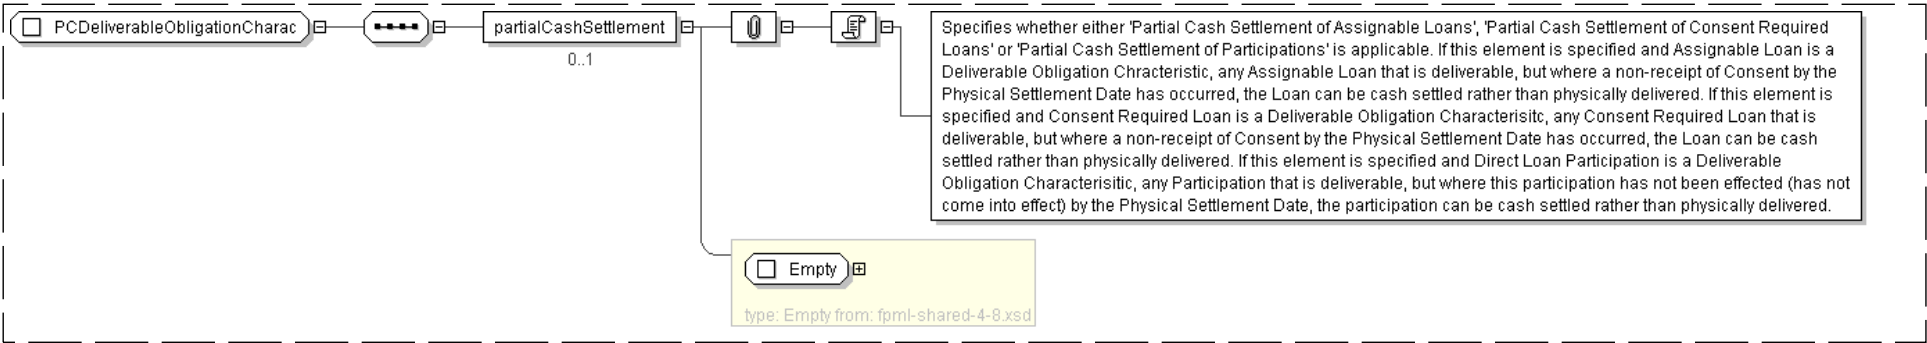 PCDeliverableObligationCharac
partialCashSettlement
0..1
Specifies whether either 'Partial Cash Settlement of Assignable Loans', 'Partial Cash Settlement of Consent Required
Loans' or 'Partial Cash Settlement of Participations' is applicable. If this element is specified and Assignable Loan is a
Deliverable Obligation Chracteristic, any Assignable Loan that is deliverable, but where a non-receipt of Consent by the
Physical Settlement Date has occurred, the Loan can be cash settled rather than physically delivered. If this element is
specified and Consent Required Loan is a Deliverable Obligation Characterisitc, any Consent Required Loan that is
deliverable, but where a non-receipt of Consent by the Physical Settlement Date has occurred, the Loan can be cash
settled rather than physically delivered. If this element is specified and Direct Loan Participation is a Deliverable
Obligation Characterisitic, any Participation that is deliverable, but where this participation has not been effected (has not
come into effect) by the Physical Settlement Date, the participation can be cash settled rather than physically delivered.
Empty
type: Empty from: fpml-shared-4-8.xsd